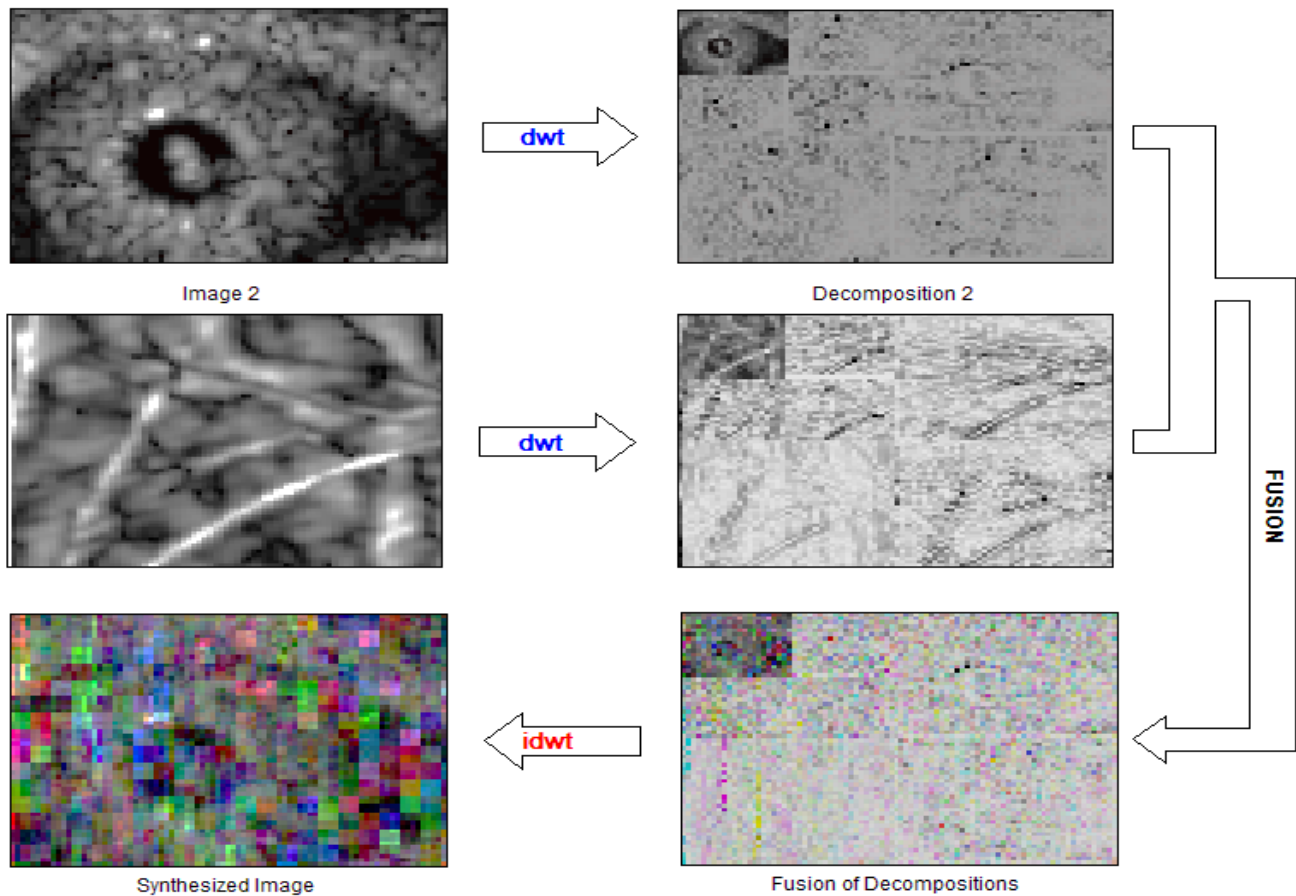 dwt
Image 2
Decomposition 2
dwt
FUSION
idwt
Synthesized Image
Fusion of Decompositions